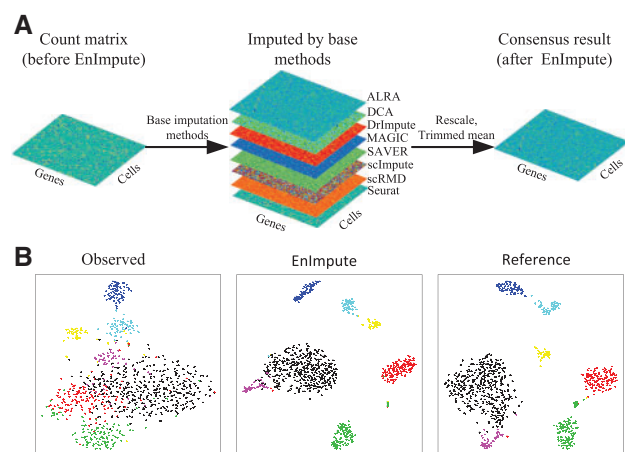 A
Count matrix
(before EnImpute)
Imputed by base
methods
Consensus result
(after EnImpute)
Base imputation
methods
Rescale,
Trimmed mean
ALRA
DCA
DrImpute
MAGIC
SAVER
scImpute
scRMD
Seurat
Genes
Cells
Genes
Cells
Genes
Cells
B
Observed
EnImpute
Reference